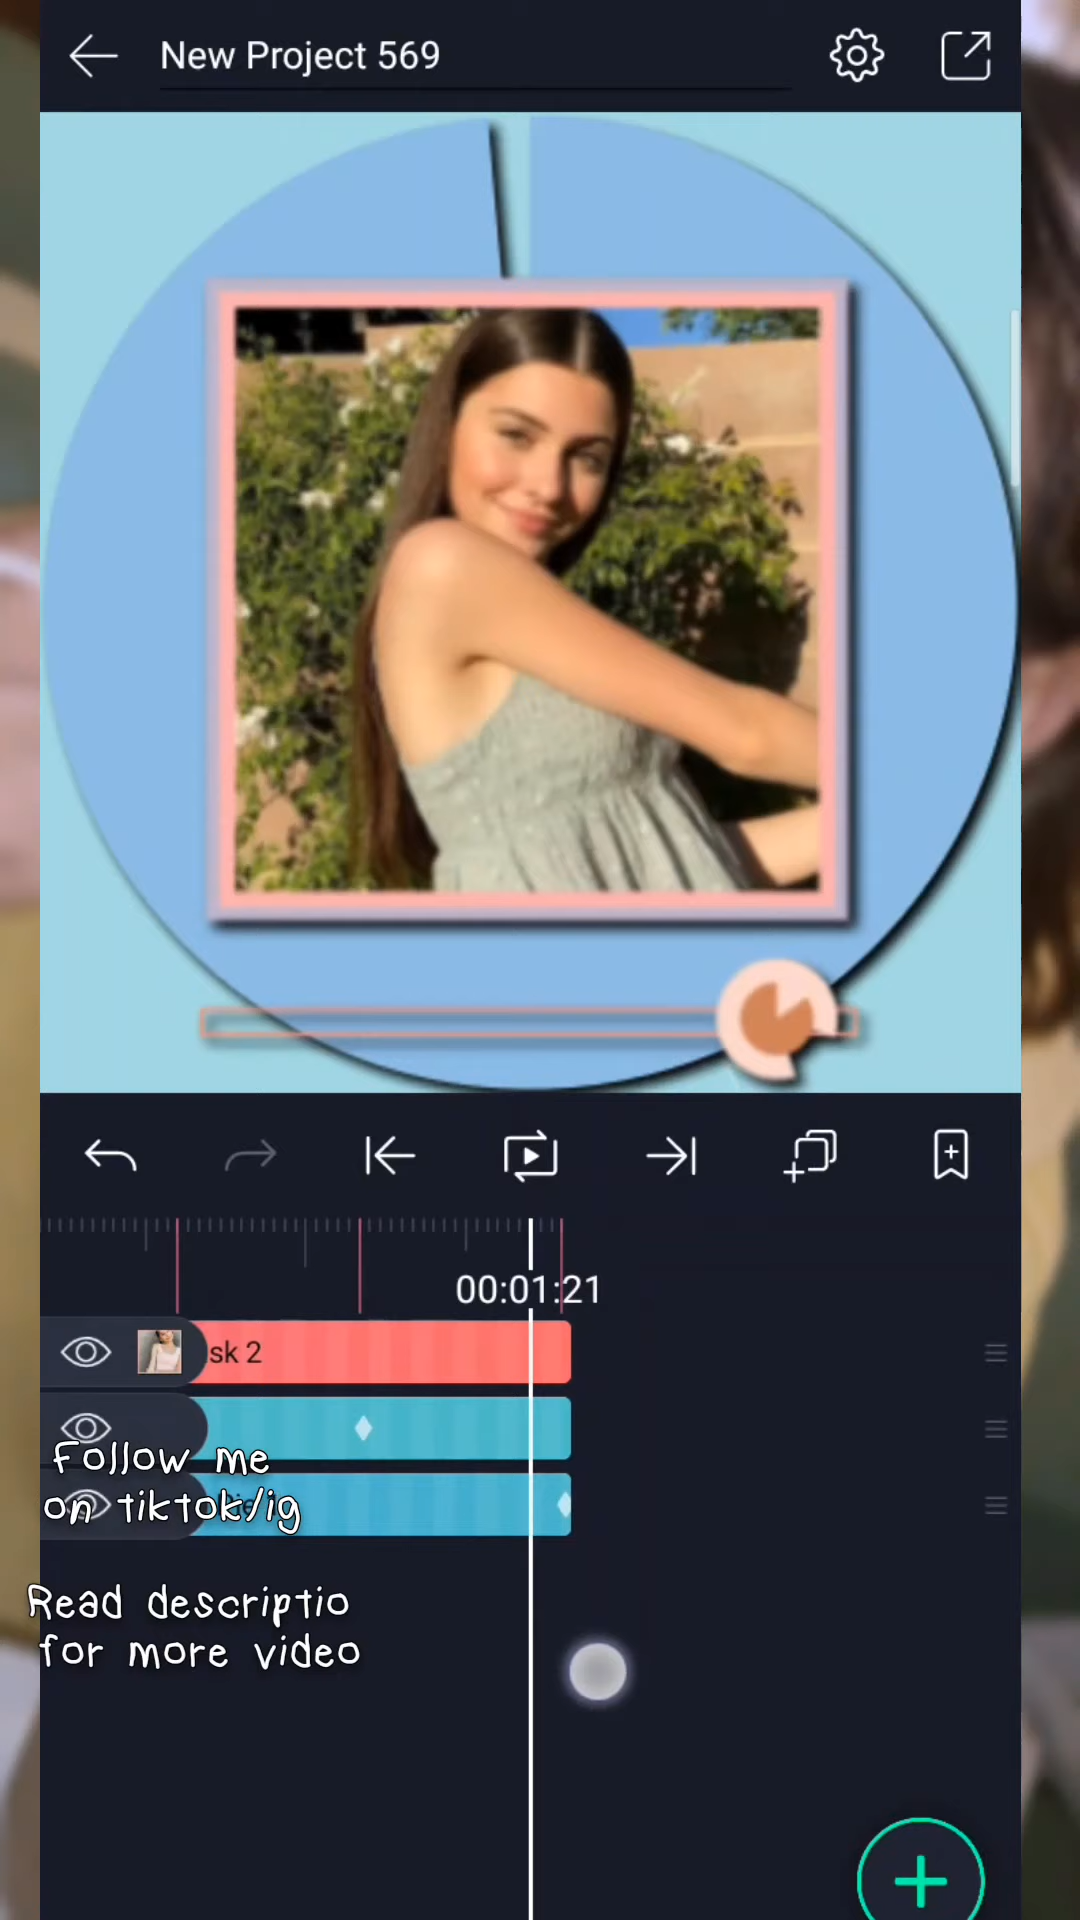 New Project 569
00:01:21
sk 2
Follow me
on tiktok/ig
Read descriptio
for more video